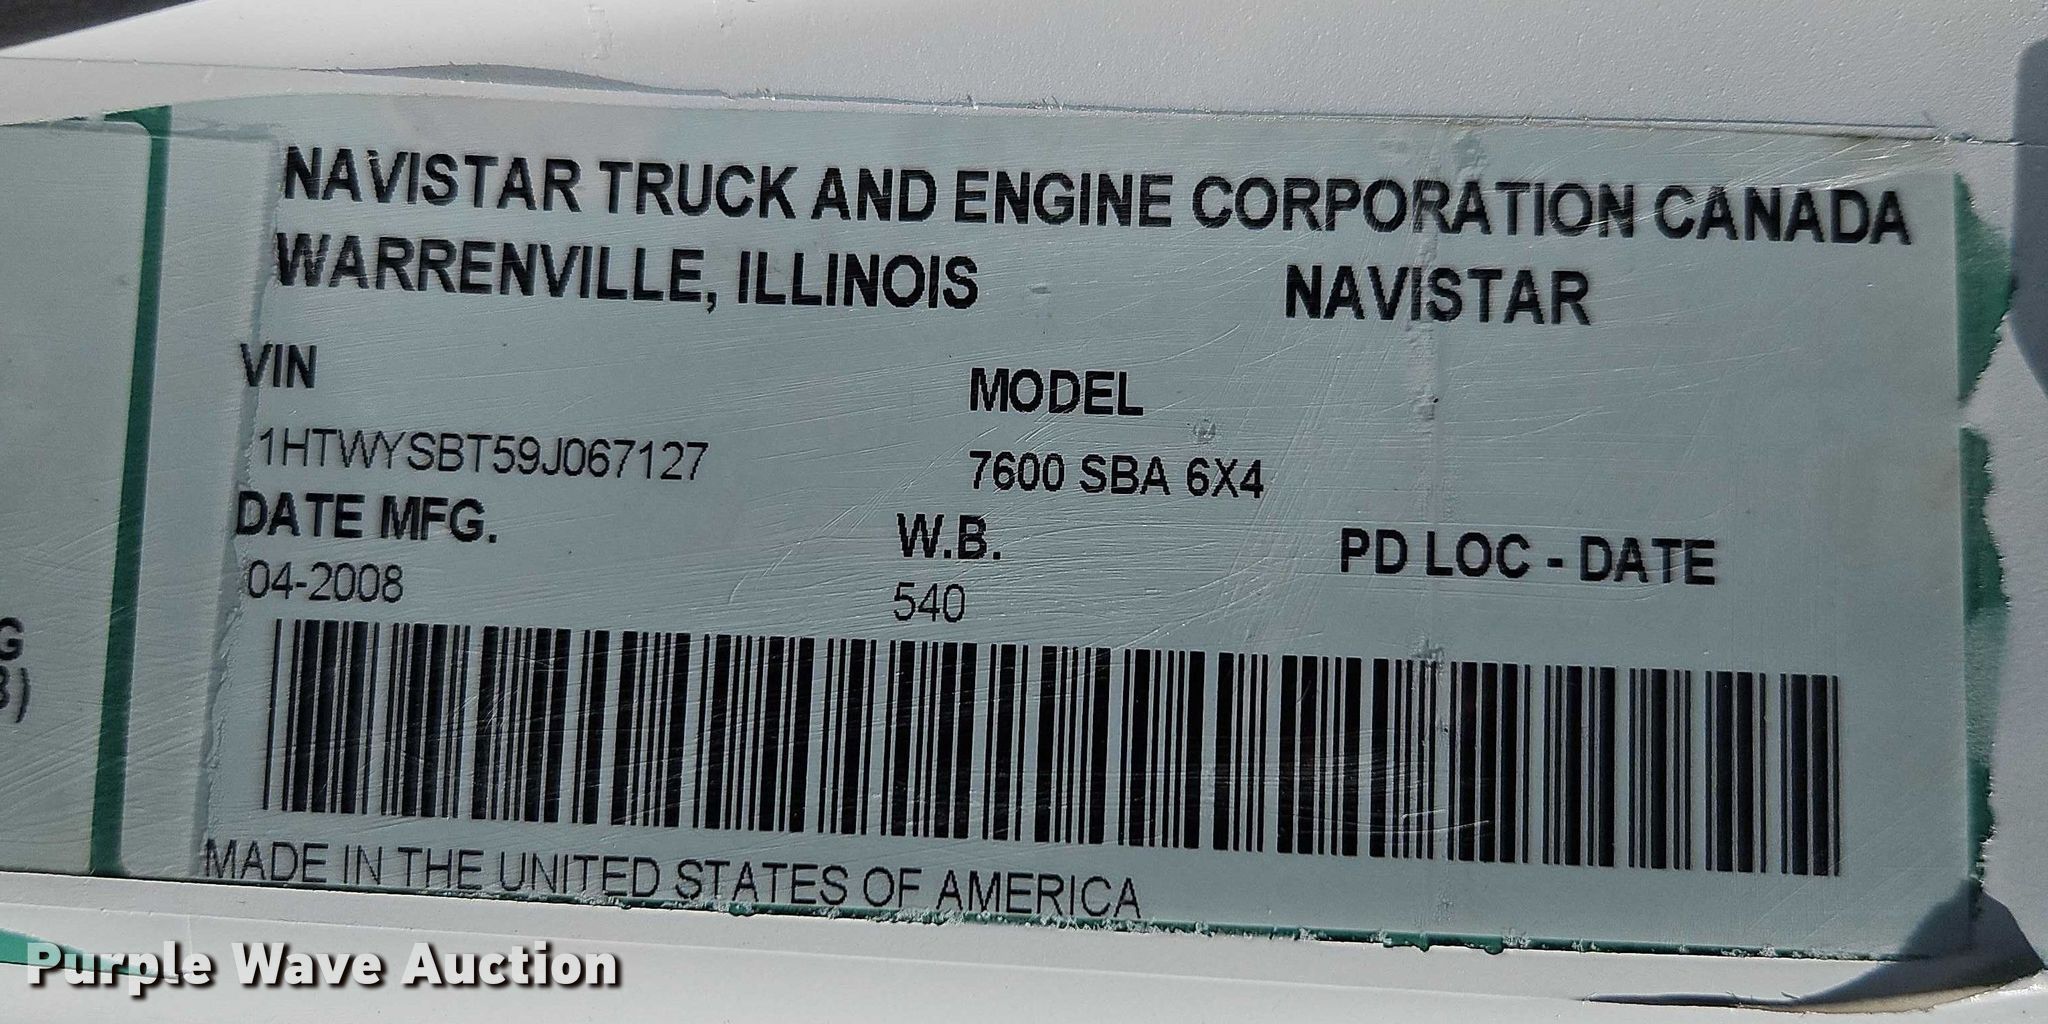 NAVISTAR TRUCK AND ENGINE CORPORATION CANADA
WARRENVILLE, ILLINOIS NAVISTAR
VIN MODEL
1HTWYSBT59J067127 7600 SBA 6X4
DATE MFG. W.B. PD LOC - DATE
04-2008 540
MADE IN THE UNITED STATES OF AMERICA
Purple Wave Auction